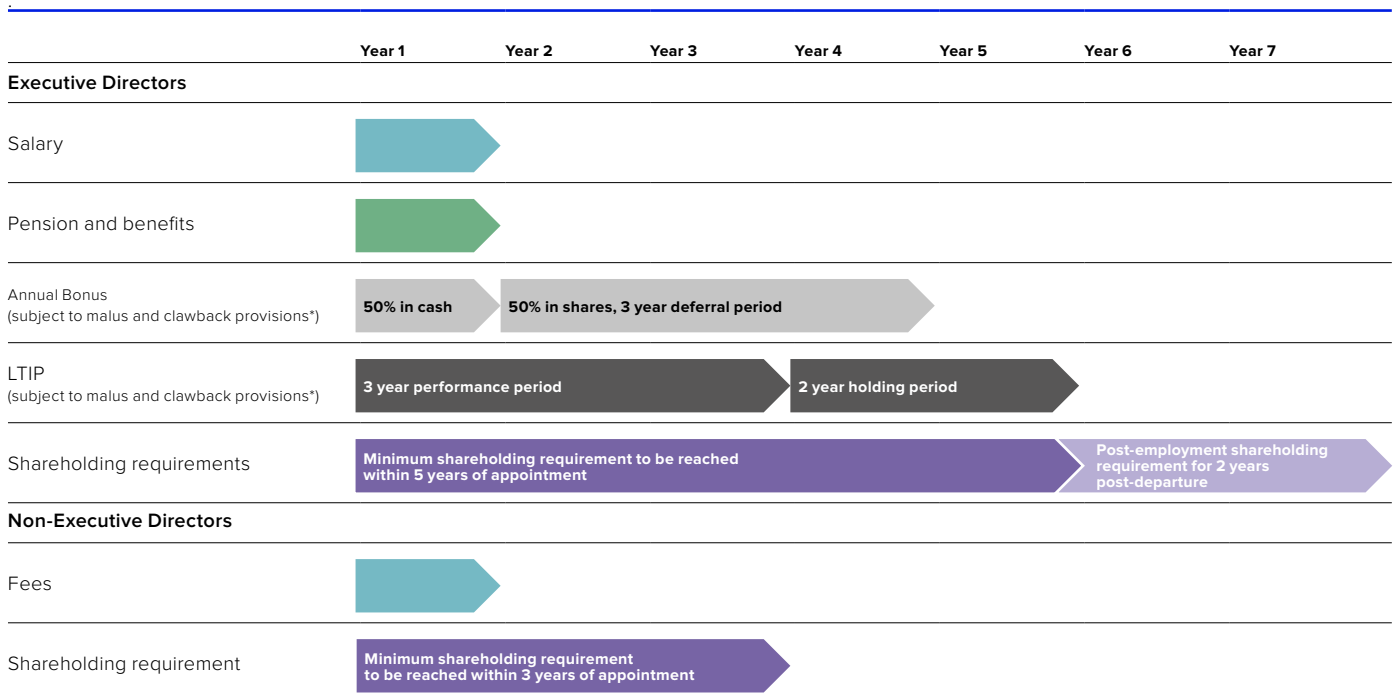 .
Year 1 Year 2 Year 3 Year 4 Year 5 Year 6 Year 7
Executive Directors
Salary
Pension and benefits
Annual Bonus
(subject to malus and clawback provisions*)
50% in cash
50% in shares, 3 year deferral period
LTIP
(subject to malus and clawback provisions*)
3 year performance period
2 year holding period
Shareholding requirements
Minimum shareholding requirement to be reached
within 5 years of appointment
Post-employment shareholding
requirement for 2 years
post-departure
Non-Executive Directors
Fees
Shareholding requirement
Minimum shareholding requirement
to be reached within 3 years of appointment